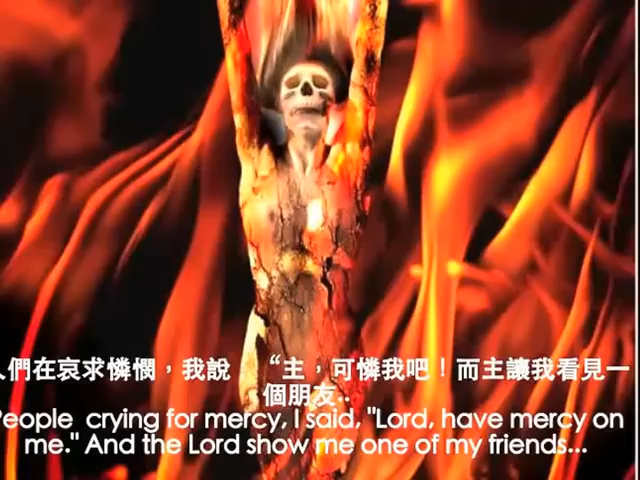 們在哀求憐憫，我說　“主，可憐我吧！而主讓我看見一
個朋友..
People crying for mercy, I said, "Lord, have mercy on
me." And the Lord show me one of my friends...